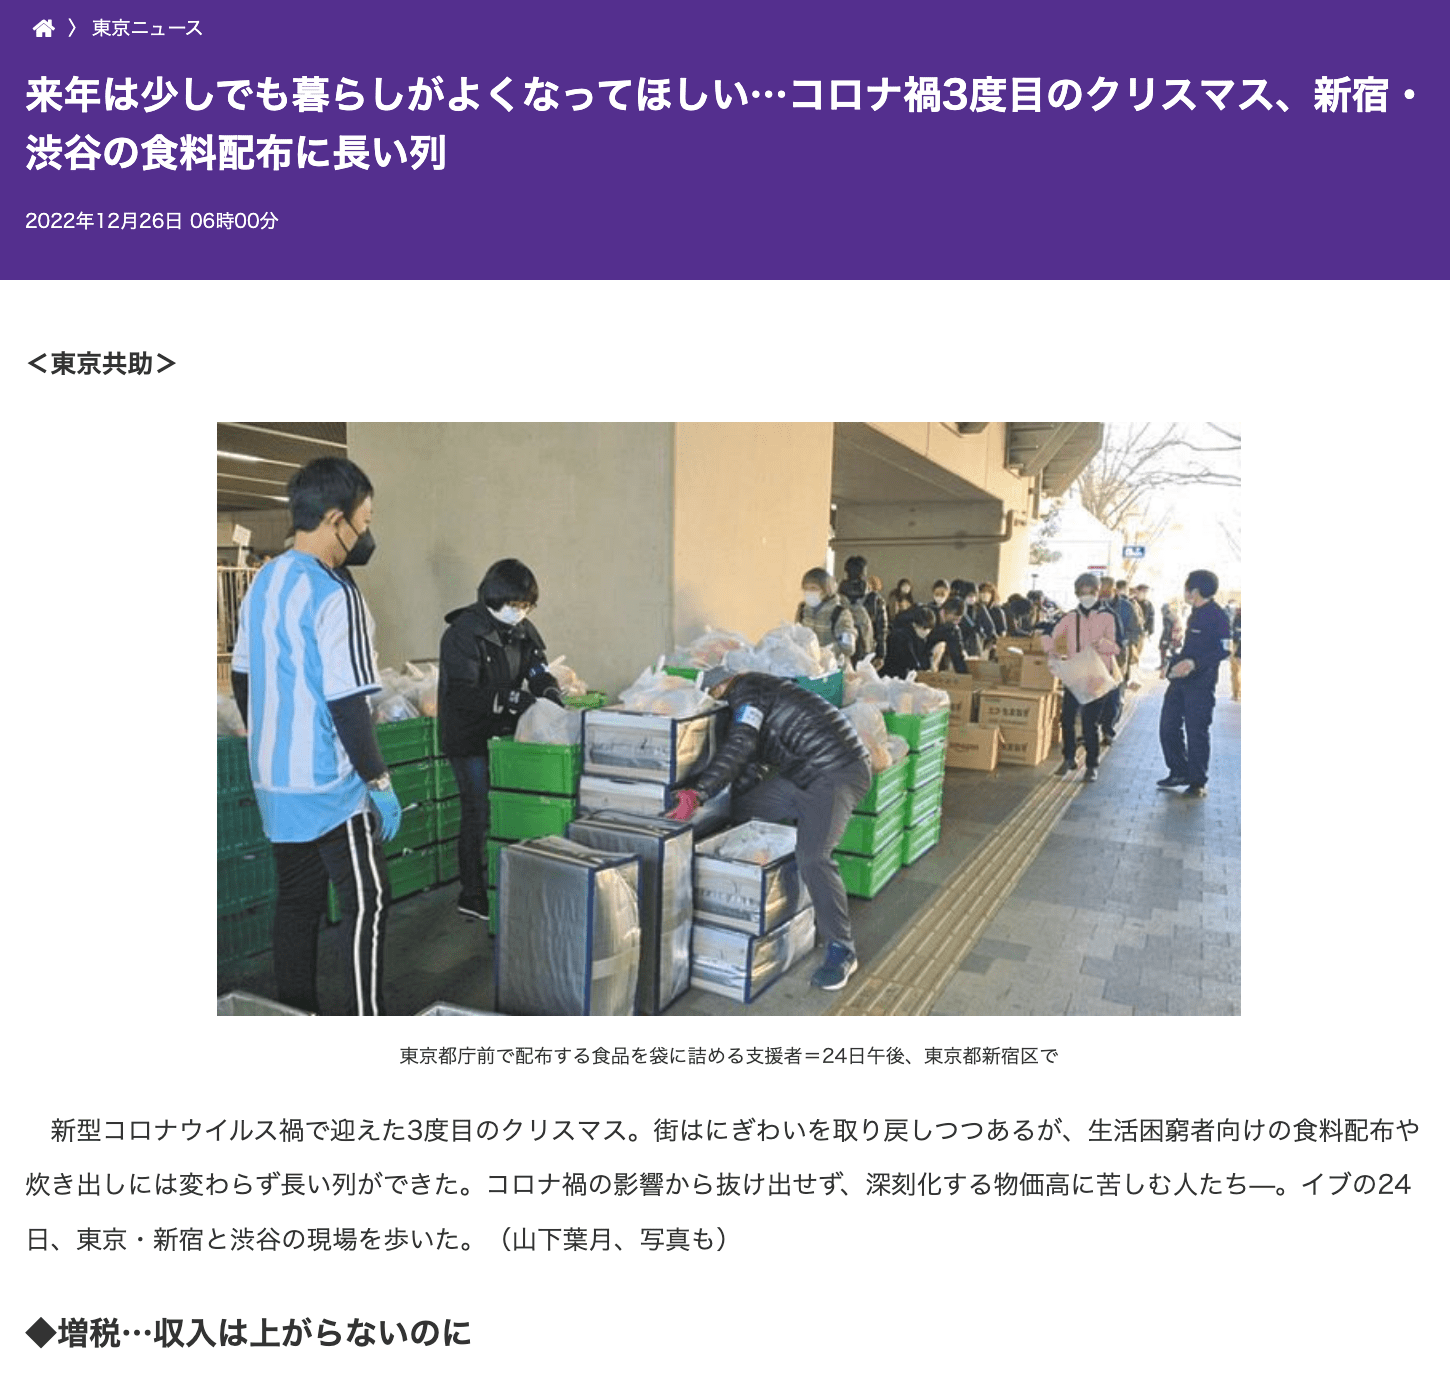 東京ニュース
来年は少しでも暮らしがよくなってほしい…コロナ禍3度目のクリスマス、新宿・
渋谷の食料配布に長い列
2022年12月26日 06時00分
＜東京共助＞
東京都庁前で配布する食品を袋に詰める支援者＝24日午後、東京都新宿区で
新型コロナウイルス禍で迎えた3度目のクリスマス。街はにぎわいを取り戻しつつあるが、生活困窮者向けの食料配布や
炊き出しには変わらず長い列ができた。コロナ禍の影響から抜け出せず、深刻化する物価高に苦しむ人たち―。イブの24
日、東京・新宿と渋谷の現場を歩いた。（山下葉月、写真も）
◆増税…収入は上がらないのに